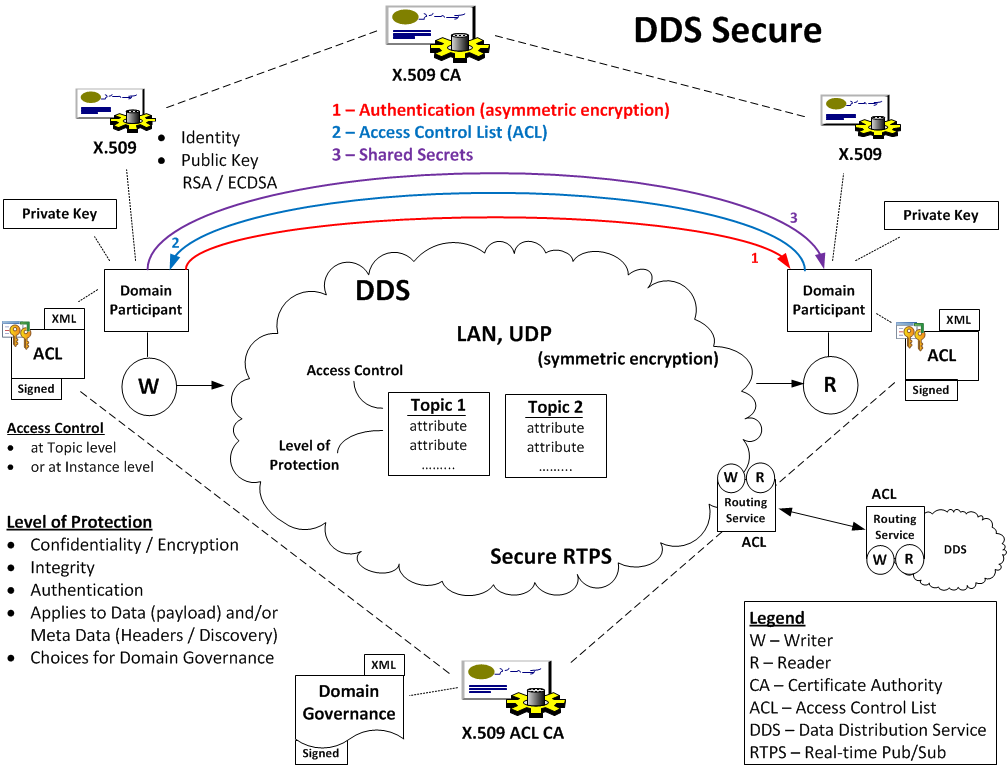 DDS Secure
X.509 CA
X.509
• Identity
• Public Key
RSA / ECDSA
1 – Authentication (asymmetric encryption)
2 – Access Control List (ACL)
3 – Shared Secrets
X.509
Private Key
Private Key
2
3
1
Domain
Participant
Domain
Participant
XML
ACL
Signed
W
R
XML
ACL
Signed
DDS
LAN, UDP
(symmetric encryption)
Access Control
Level of
Protection
Topic 1
attribute
attribute
.........
Topic 2
attribute
attribute
.........
Secure RTPS
Access Control
• at Topic level
• or at Instance level
W
R
Routing
Service
ACL
ACL
Routing
Service
W
R
DDS
Level of Protection
• Confidentiality / Encryption
• Integrity
• Authentication
• Applies to Data (payload) and/or
Meta Data (Headers / Discovery)
• Choices for Domain Governance
XML
Domain
Governance
Signed
X.509 ACL CA
Legend
W – Writer
R – Reader
CA – Certificate Authority
ACL – Access Control List
DDS – Data Distribution Service
RTPS – Real-time Pub/Sub